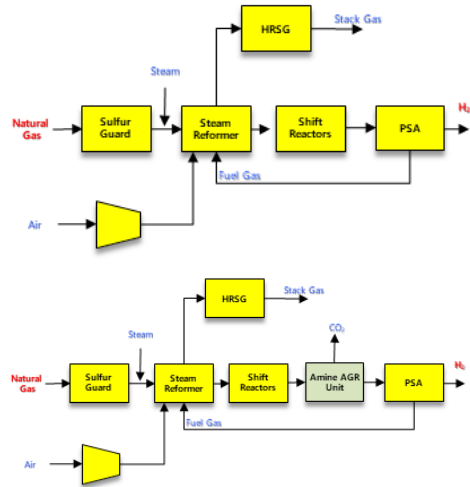 HRSG
Stack Gas
Steam
Natural
Gas
Sulfur
Guard
Steam
Reformer
Shift
Reactors
PSA
H₂
Fuel Gas
Air
HRSG
Stack Gas
CO₂
Steam
Natural
Gas
Sulfur
Guard
Steam
Reformer
Shift
Reactors
Amine AGR
Unit
PSA
H₂
Fuel Gas
Air